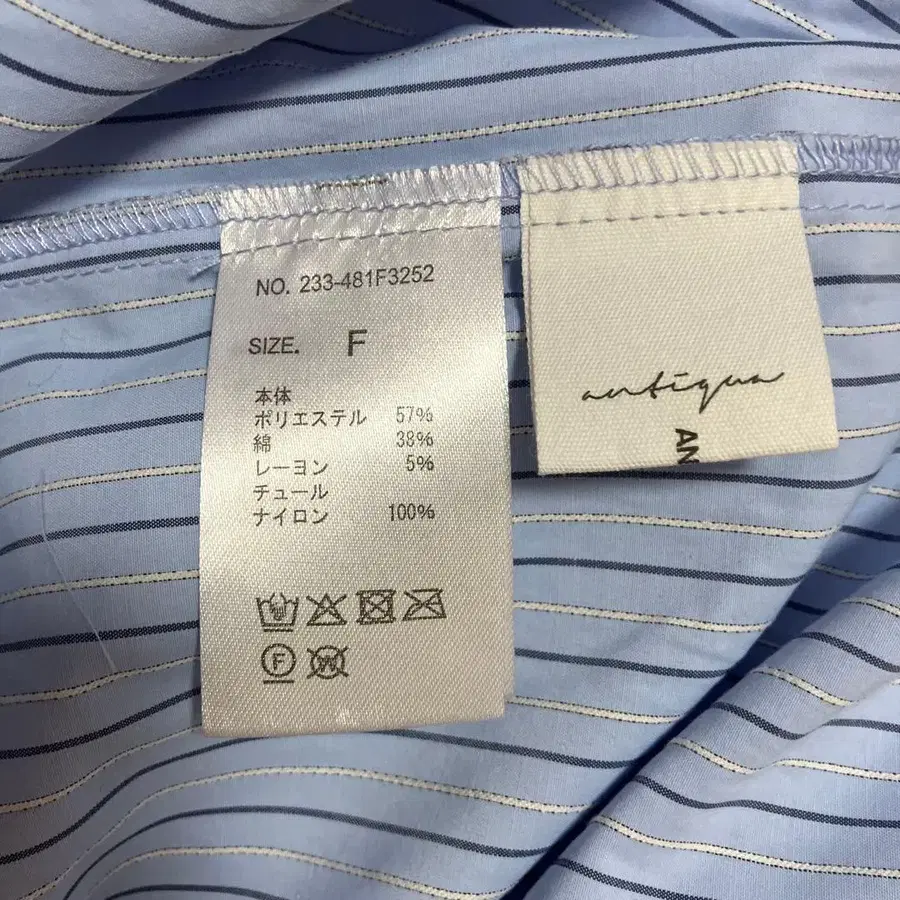 NO. 233-481F3252
SIZE. F
本体
ポリエステル 57%
綿 38%
レーヨン 5%
チュール
ナイロン 100%
F
W
antiqua
AN